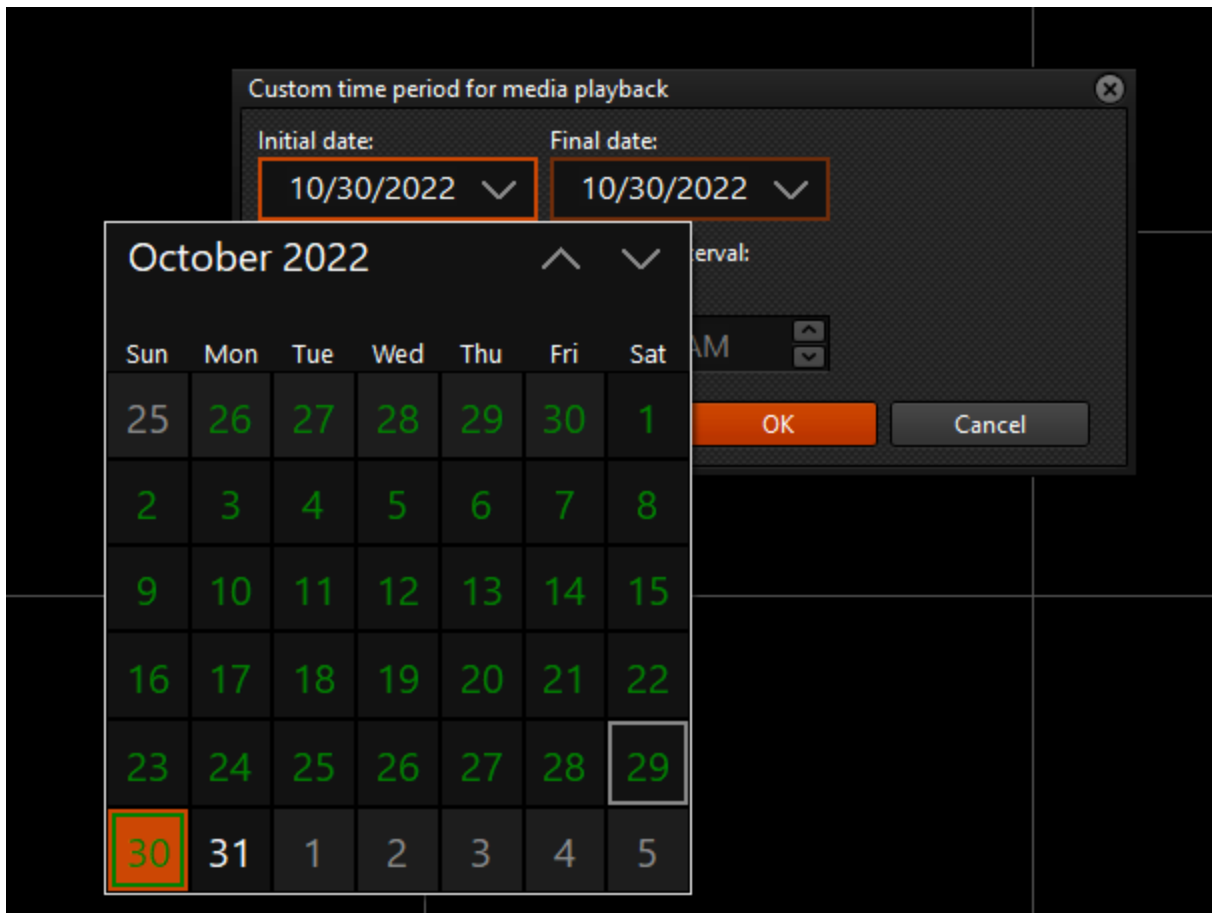 Custom time period for media playback
Initial date: Final date:
10/30/2022 10/30/2022
October 2022
erval:
Sun Mon Tue Wed Thu Fri Sat
AM
25 26 27 28 29 30 1
OK Cancel
2 3 4 5 6 7 8
9 10 11 12 13 14 15
16 17 18 19 20 21 22
23 24 25 26 27 28 29
30 31 1 2 3 4 5